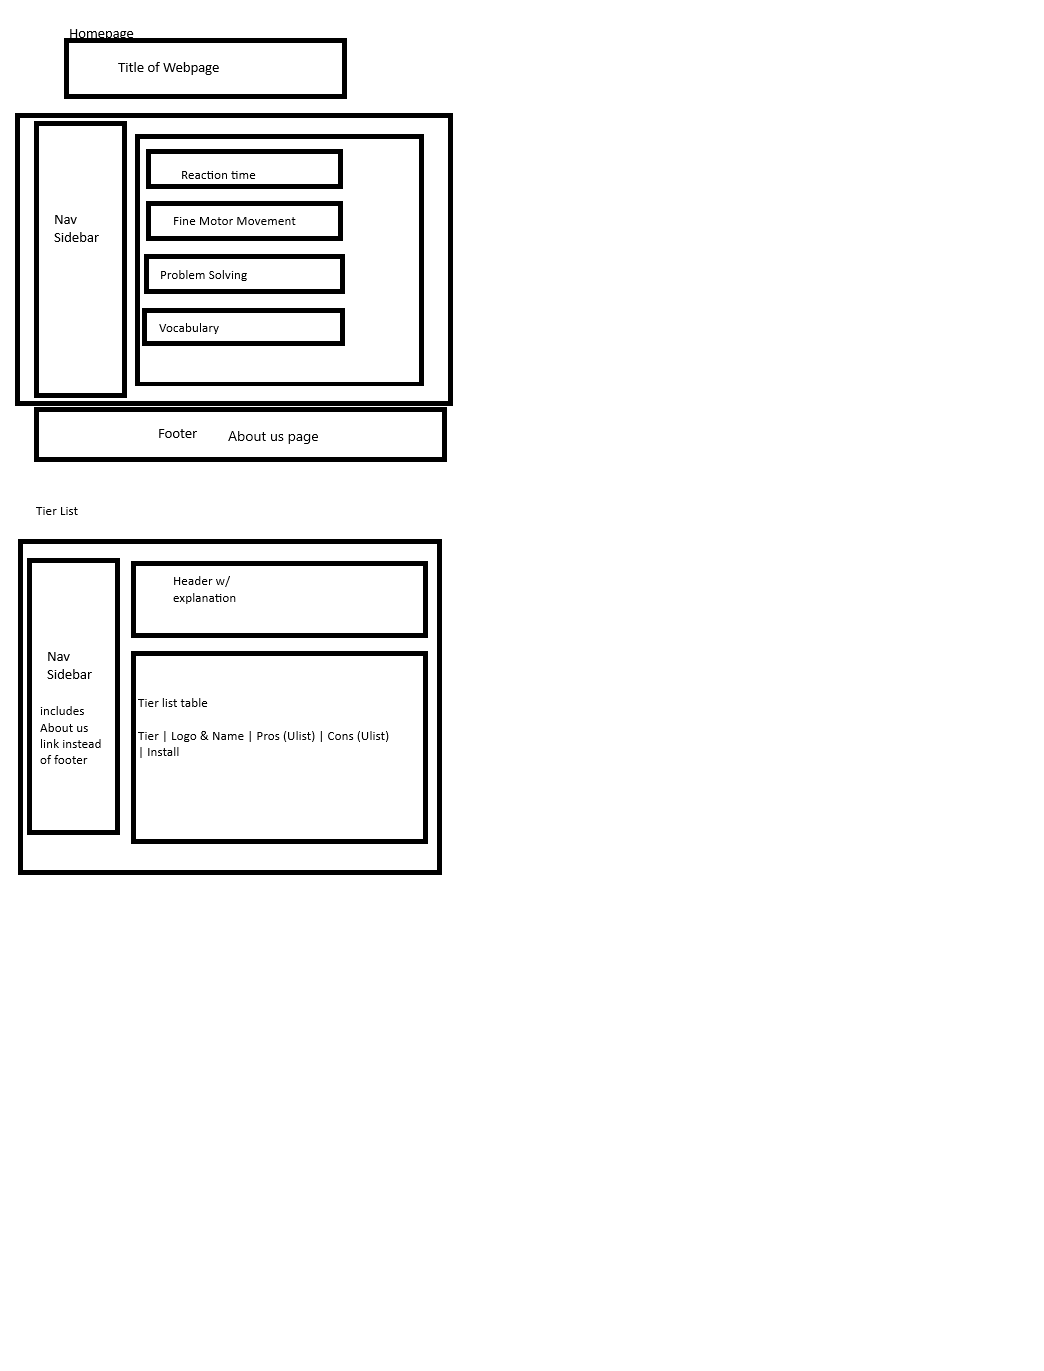 Homepage
Title of Webpage
Reaction time
Fine Motor Movement
Nav
Sidebar
Problem Solving
Vocabulary
Footer
About us page
Tier List
Header w/
explanation
Nav
Sidebar
includes
About us
link instead
of footer
Tier list table
Tier | Logo & Name | Pros (Ulist) | Cons (Ulist)
| Install